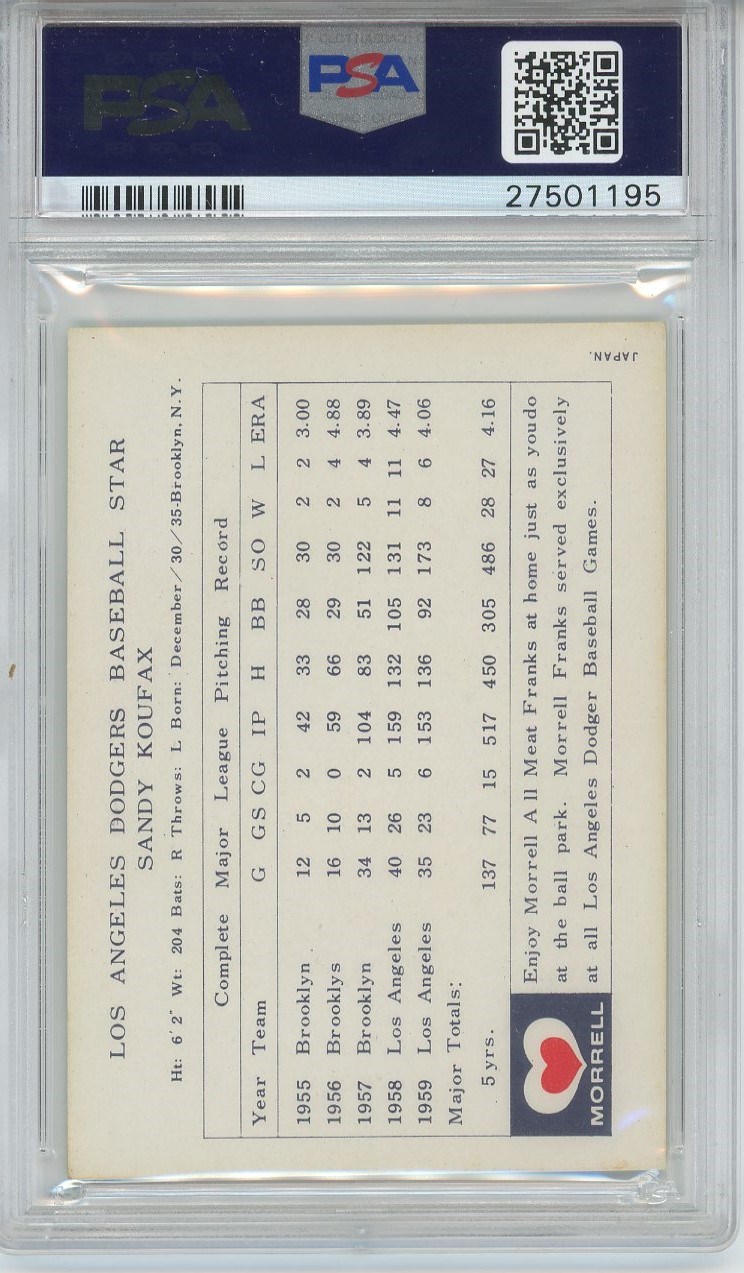 PSA
PSA
27501195
JAPAN.
LOS ANGELES DODGERS BASEBALL STAR
SANDY KOUFAX
Ht: 6' 2" Wt: 204 Bats: R Throws: L Born: December/30/35-Brooklyn, N.Y.
Complete Major League Pitching Record
Year Team G GS CG IP H BB SO W L ERA
1955 Brooklyn 12 5 2 42 33 28 30 2 2 3.00
1956 Brooklys 16 10 0 59 66 29 30 2 4 4.88
1957 Brooklyn 34 13 2 104 83 51 122 5 4 3.89
1958 Los Angeles 40 26 5 159 132 105 131 11 11 4.47
1959 Los Angeles 35 23 6 153 136 92 173 8 6 4.06
Major Totals:
5 yrs. 137 77 15 517 450 305 486 28 27 4.16
Enjoy Morrell All Meat Franks at home just as you do
at the ball park. Morrell Franks served exclusively
at all Los Angeles Dodger Baseball Games.
MORRELL